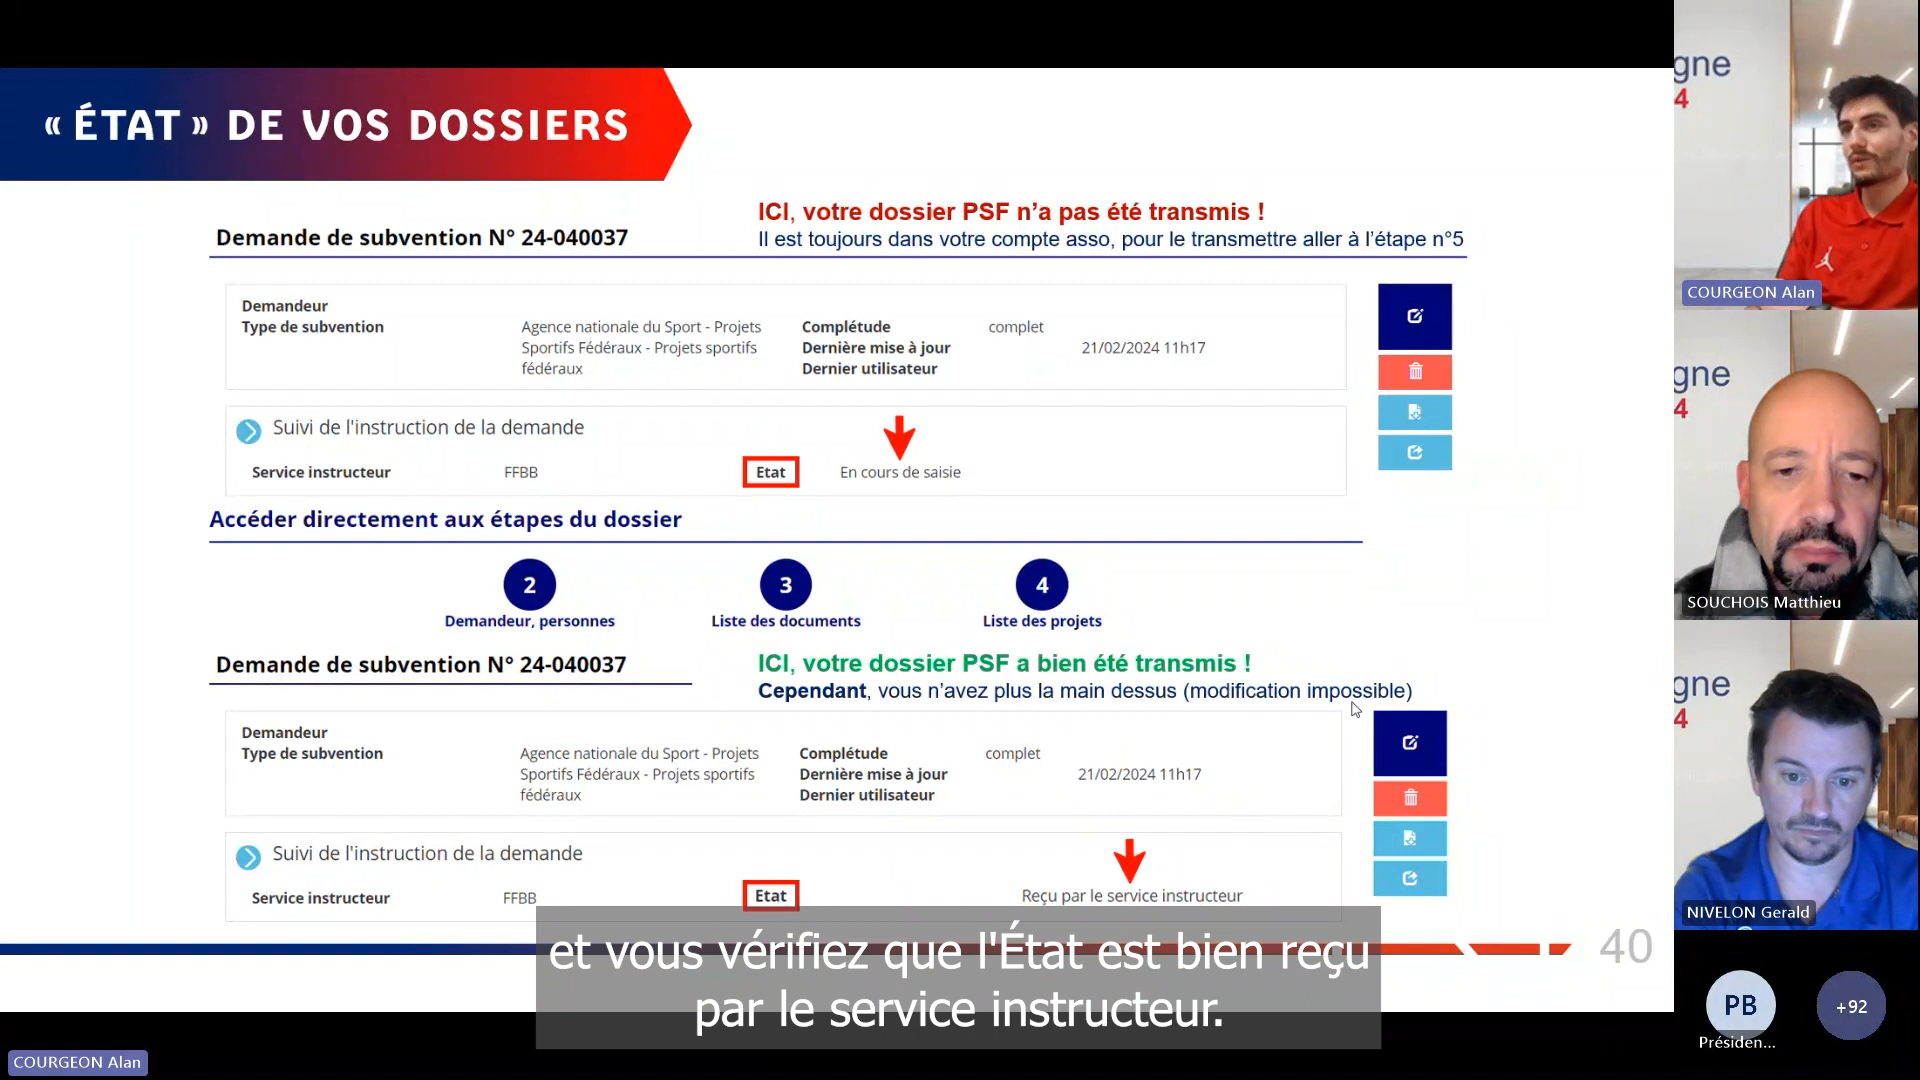 « ÉTAT » DE VOS DOSSIERS
ICI, votre dossier PSF n'a pas été transmis !
Demande de subvention N° 24-040037
Il est toujours dans votre compte asso, pour le transmettre aller à l'étape n°5
Demandeur
Type de subvention
Agence nationale du Sport - Projets
Sportifs Fédéraux - Projets sportifs
fédéraux
Complétude
complet
Dernière mise à jour
21/02/2024 11h17
Dernier utilisateur
Suivi de l'instruction de la demande
Service instructeur
FFBB
Etat
En cours de saisie
Accéder directement aux étapes du dossier
2
3
4
Demandeur, personnes
Liste des documents
Liste des projets
ICI, votre dossier PSF a bien été transmis !
Demande de subvention N° 24-040037
Cependant, vous n'avez plus la main dessus (modification impossible)
Demandeur
Type de subvention
Agence nationale du Sport - Projets
Sportifs Fédéraux - Projets sportifs
fédéraux
Complétude
complet
Dernière mise à jour
21/02/2024 11h17
Dernier utilisateur
Suivi de l'instruction de la demande
Service instructeur
FFBB
Etat
Reçu par le service instructeur
et vous vérifiez que l'État est bien reçu
par le service instructeur.
40
COURGEON Alan
gne
4
COURGEON Alan
gne
4
SOUCHOIS Matthieu
gne
4
NIVELON Gerald
PB
Présiden...
+92